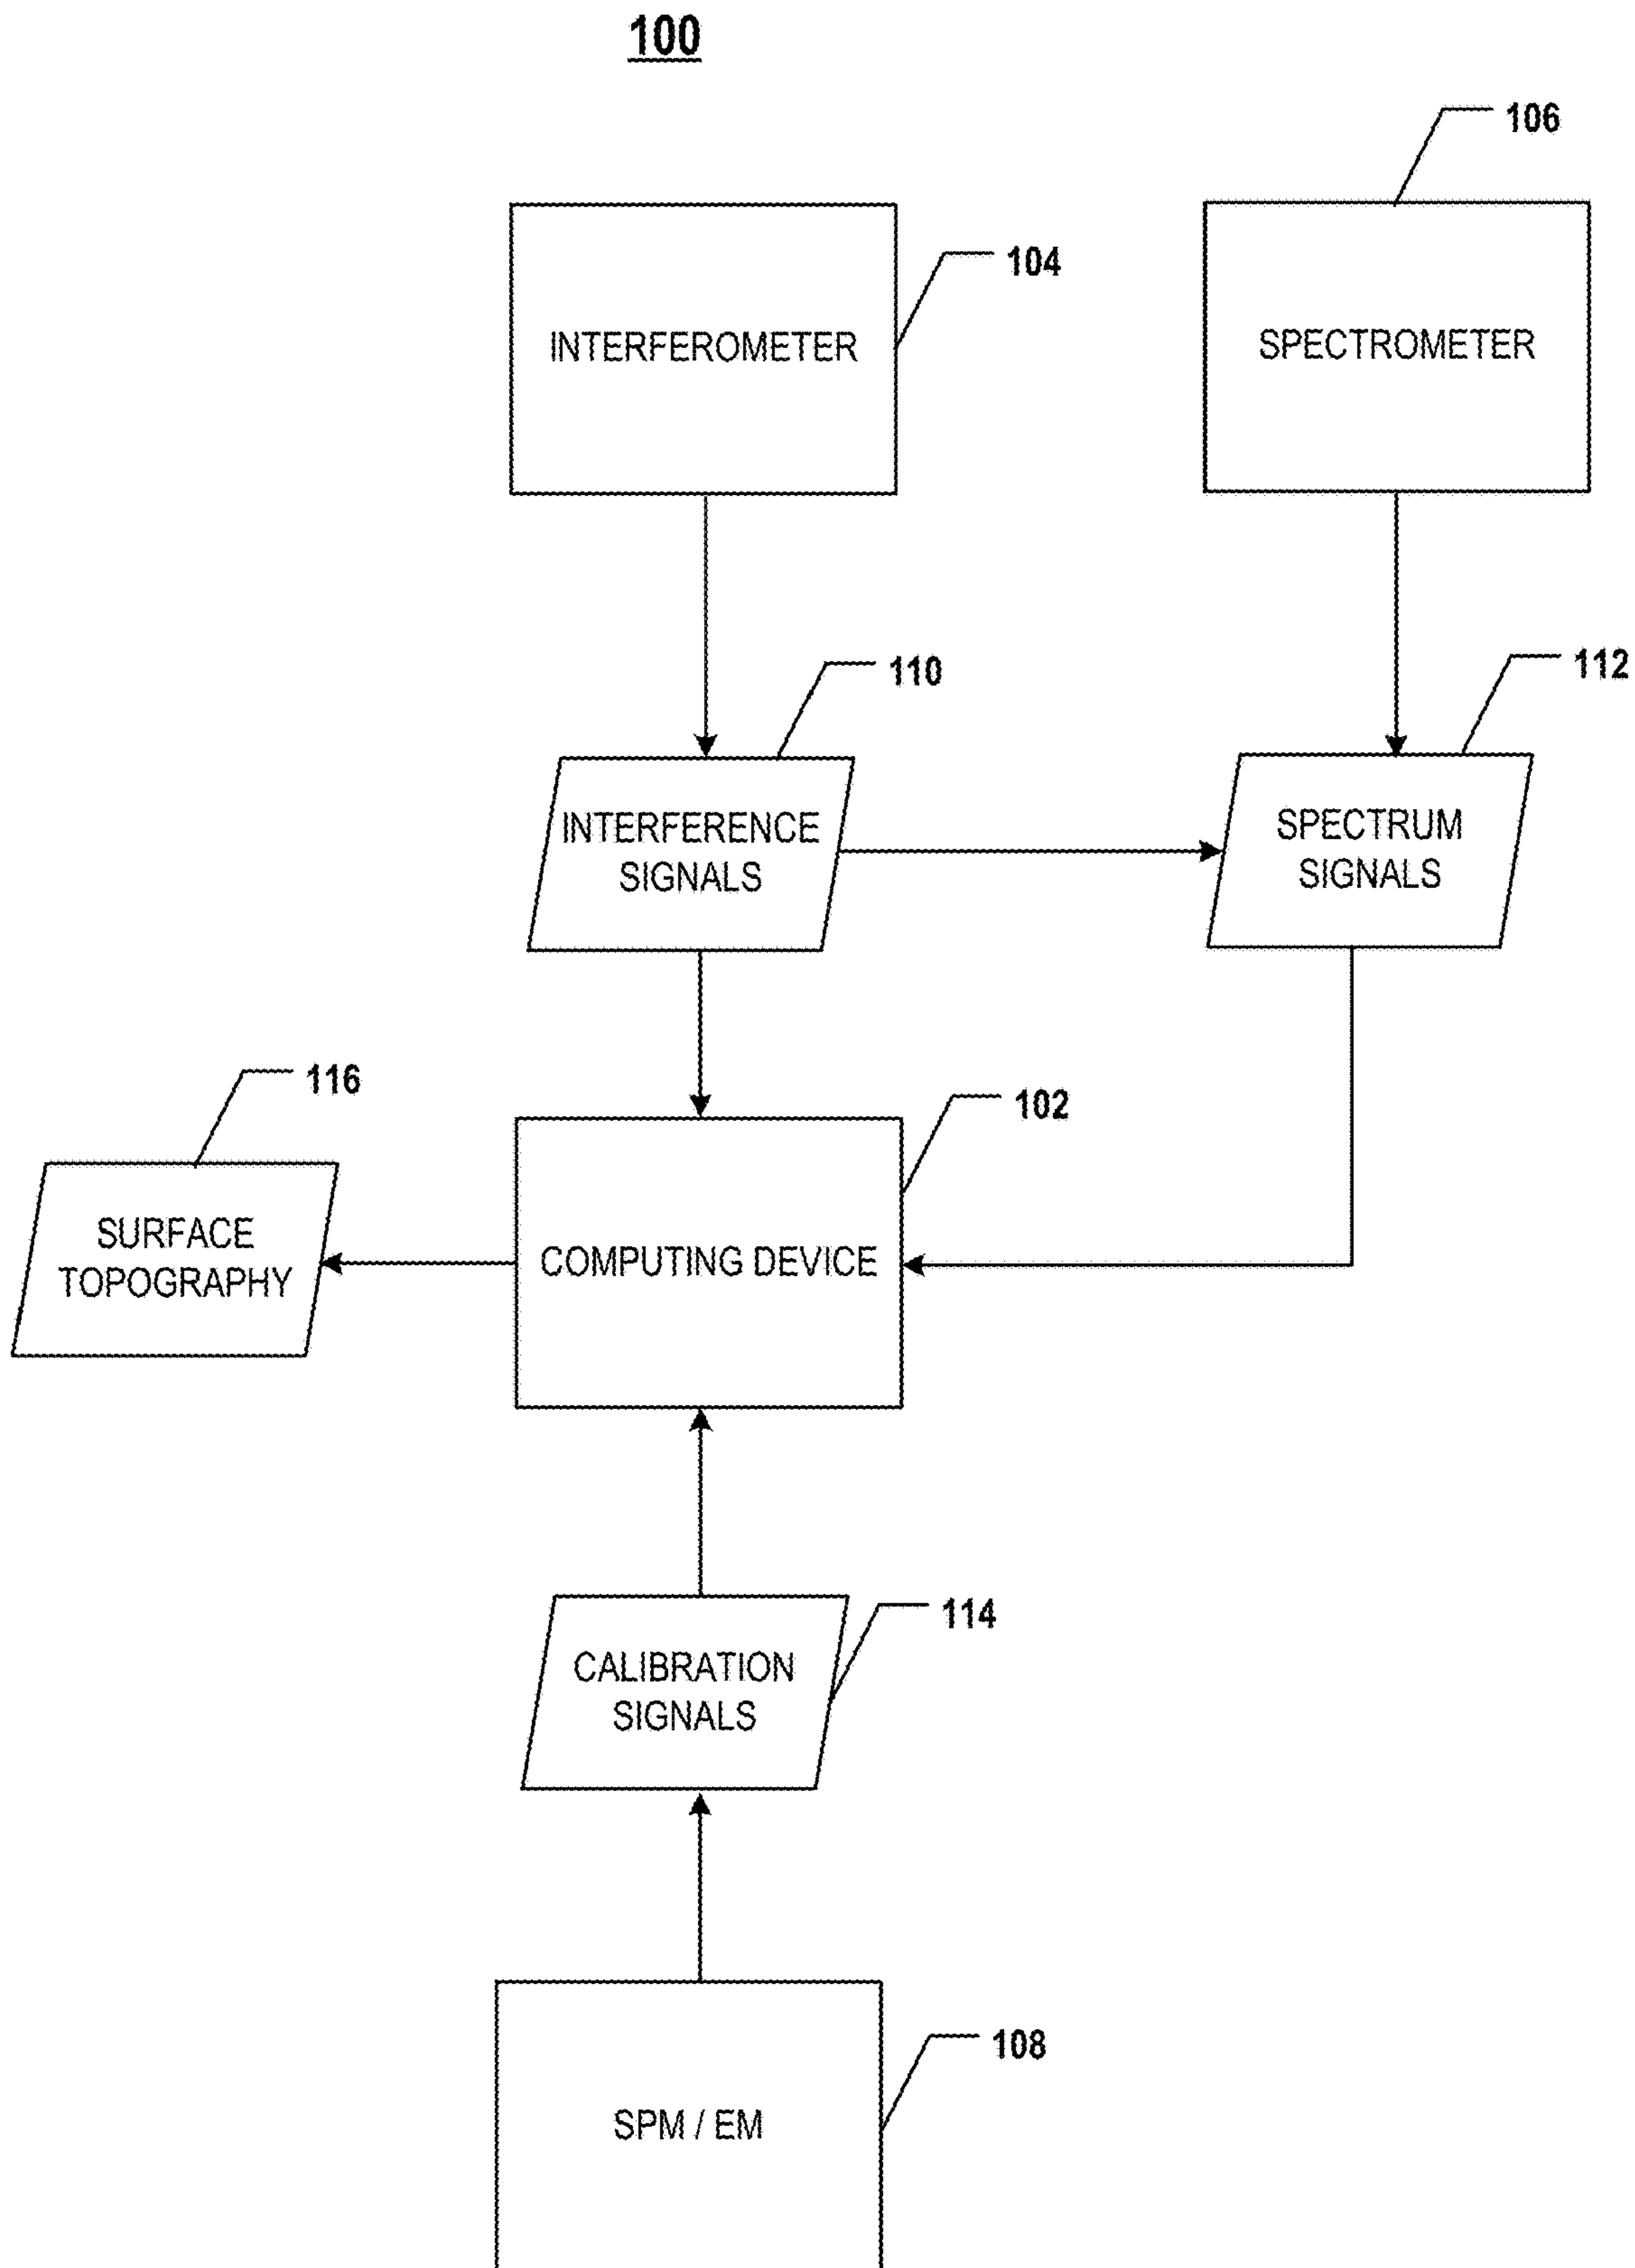 100
106
104
INTERFEROMETER
SPECTROMETER
110
112
INTERFERENCE
SIGNALS
SPECTRUM
SIGNALS
116
102
SURFACE
TOPOGRAPHY
COMPUTING DEVICE
114
CALIBRATION
SIGNALS
108
SPM / EM